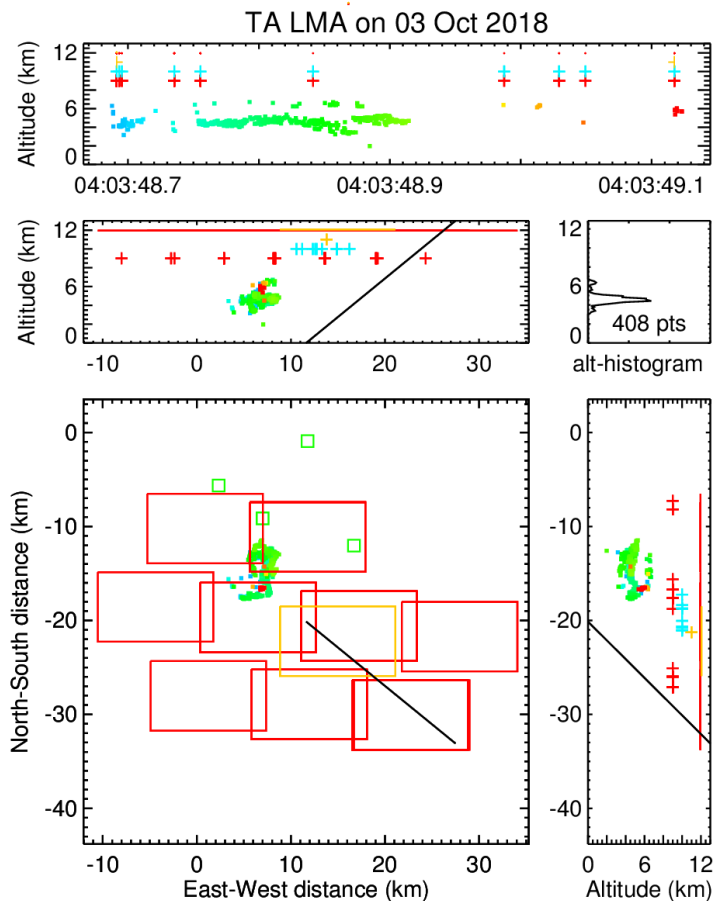 TA LMA on 03 Oct 2018
Altitude (km)
12
6
0
04:03:48.7 04:03:48.9 04:03:49.1
Altitude (km)
12
6
0
-10 0 10 20 30
12
6
0
408 pts
alt-histogram
North-South distance (km)
0
-10
-20
-30
-40
-10 0 10 20 30
East-West distance (km)
0
-10
-20
-30
-40
0 6 12
Altitude (km)